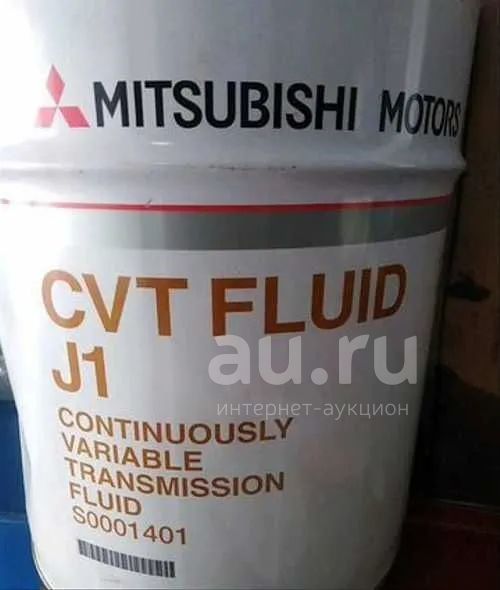 MITSUBISHI MOTORS
CVT FLUID
J1
au.ru
интернет-аукцион
CONTINUOUSLY
VARIABLE
TRANSMISSION
FLUID
S0001401